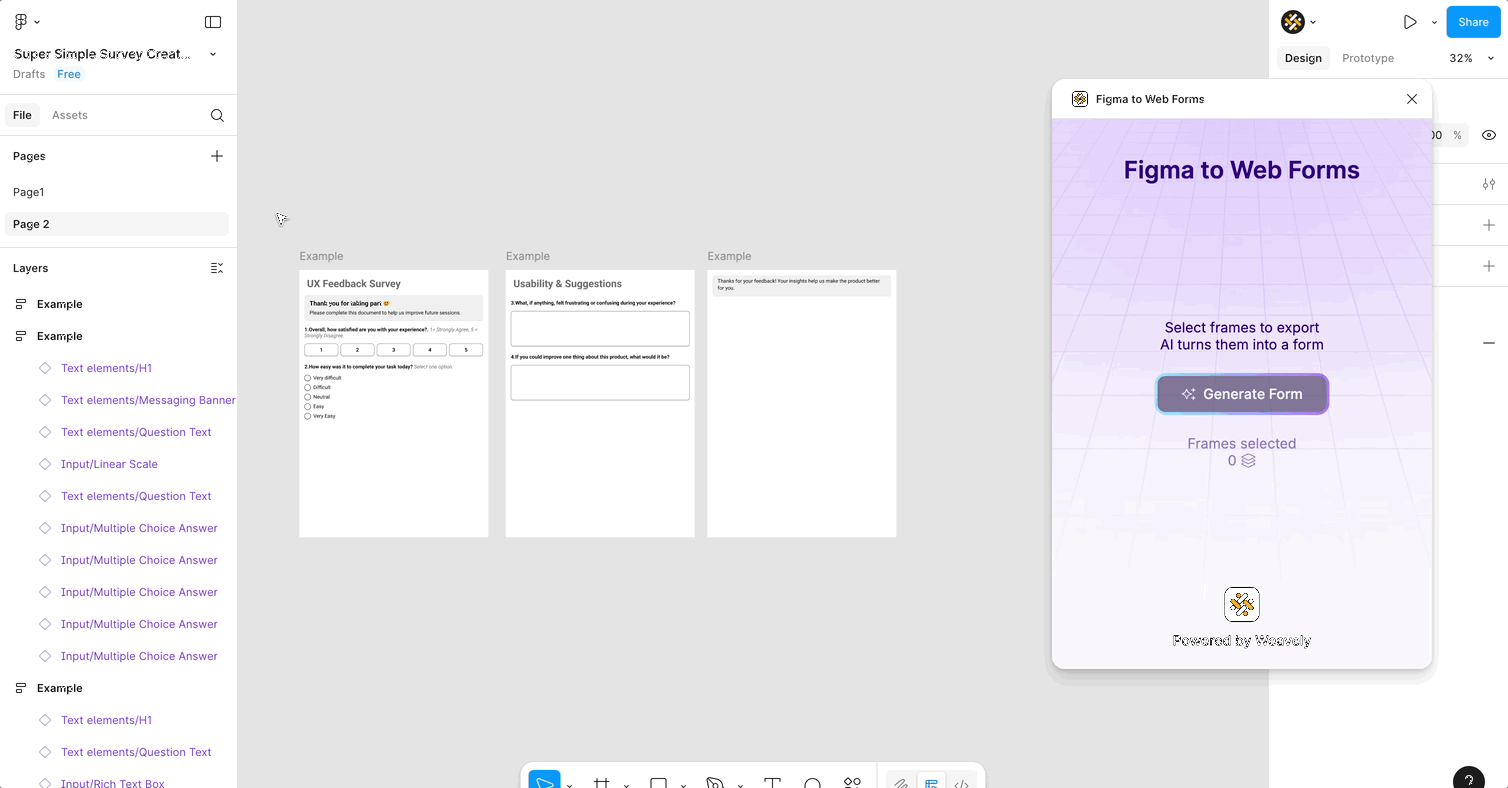 Super Simple Survey Creat...
Drafts Free
File Assets
Pages
Page1
Page 2
Layers
Example
Example
Text elements/H1
Text elements/Messaging Banner
Text elements/Question Text
Input/Linear Scale
Text elements/Question Text
Input/Multiple Choice Answer
Input/Multiple Choice Answer
Input/Multiple Choice Answer
Input/Multiple Choice Answer
Input/Multiple Choice Answer
Example
Text elements/H1
Text elements/Question Text
Input/Rich Text Box
Example
UX Feedback Survey
Thank you for taking part 😃
Please complete this document to help us improve future sessions.
1.Overall, how satisfied are you with your experience?. 1= Strongly Agree, 5 =
Strongly Disagree.
1 2 3 4 5
2.How easy was it to complete your task today? Select one option.
Very difficult
Difficult
Neutral
Easy
Very Easy
Example
Usability & Suggestions
3.What, if anything, felt frustrating or confusing during your experience?
4.If you could improve one thing about this product, what would it be?
Example
Thanks for your feedback! Your insights help us make the product better
for you.
Share
Design Prototype 32%
00 %
Figma to Web Forms
Figma to Web Forms
Select frames to export
AI turns them into a form
Generate Form
Frames selected
0
Powered by Weavely
?